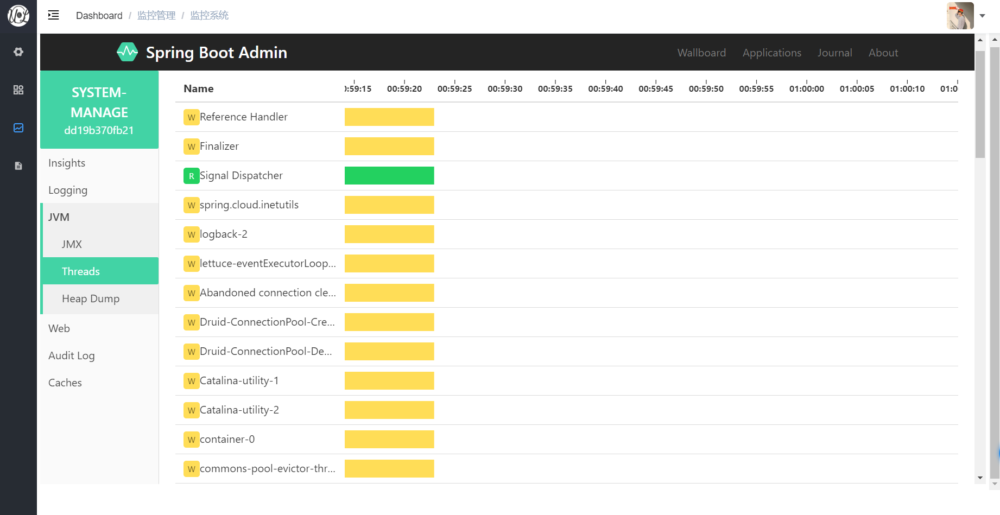 Dashboard / 监控管理 / 监控系统
Spring Boot Admin
Wallboard Applications Journal About
SYSTEM-
MANAGE
dd19b370fb21
Insights
Logging
JVM
JMX
Threads
Heap Dump
Web
Audit Log
Caches
Name :59:15 00:59:20 00:59:25 00:59:30 00:59:35 00:59:40 00:59:45 00:59:50 00:59:55 01:00:00 01:00:05 01:00:10 01:00
W Reference Handler
W Finalizer
R Signal Dispatcher
W spring.cloud.inetutils
W logback-2
W lettuce-eventExecutorLoop...
W Abandoned connection cle...
W Druid-ConnectionPool-Cre...
W Druid-ConnectionPool-De...
W Catalina-utility-1
W Catalina-utility-2
W container-0
W commons-pool-evictor-thr...